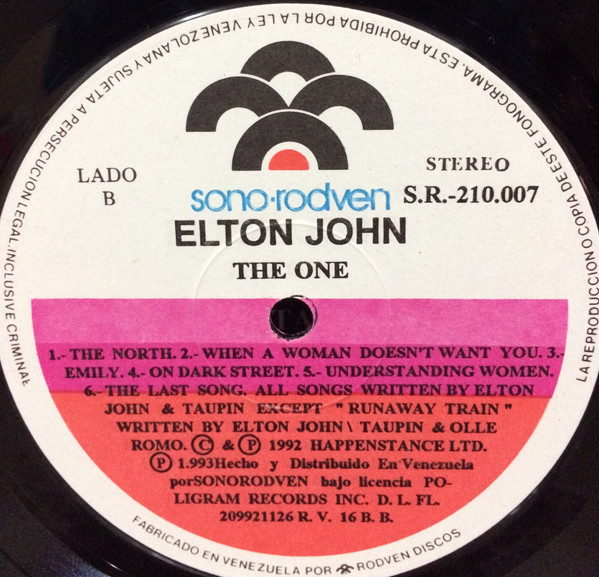 LA REPRODUCCION O COPIA DE ESTE FONOGRAMA. ESTA PROHIBIDA POR LA LEY VENEZOLANA Y SUJETA A PERSECUCION LEGAL. INCLUSIVE CRIMINAL
LADO
B
STEREO
sono·rodven
S.R.-210.007
ELTON JOHN
THE ONE
1.- THE NORTH. 2.- WHEN A WOMAN DOESN'T WANT YOU. 3.-
EMILY. 4.- ON DARK STREET. 5.- UNDERSTANDING WOMEN.
6.- THE LAST SONG. ALL SONGS WRITTEN BY ELTON
JOHN & TAUPIN EXCEPT " RUNAWAY TRAIN "
WRITTEN BY ELTON JOHN \ TAUPIN & OLLE
ROMO. © & ℗ 1992 HAPPENSTANCE LTD.
℗ 1.993 Hecho y Distribuido En Venezuela
porSONORODVEN bajo licencia PO-
LIGRAM RECORDS INC. D. L. FL.
209921126 R. V. 16 B. B.
FABRICADO EN VENEZUELA POR RODVEN DISCOS